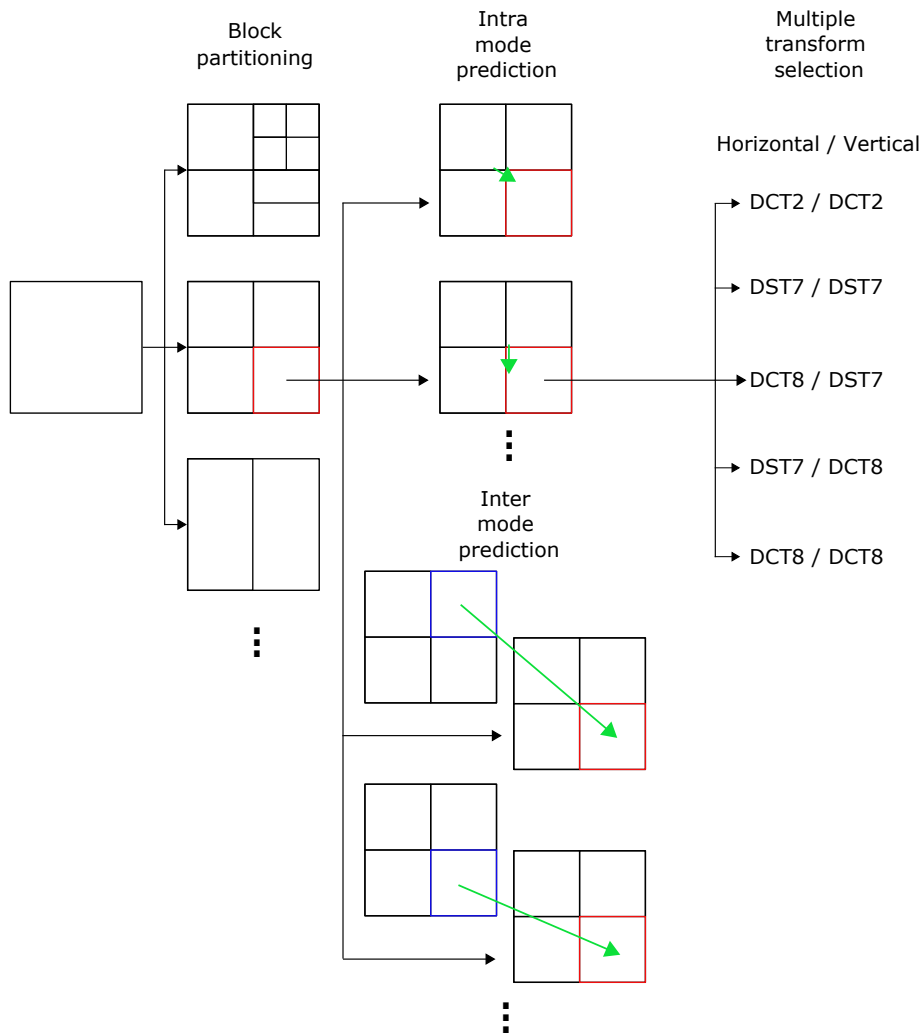 Block
partitioning
Intra
mode
prediction
Multiple
transform
selection
Horizontal / Vertical
DCT2 / DCT2
DST7 / DST7
DCT8 / DST7
DST7 / DCT8
DCT8 / DCT8
Inter
mode
prediction